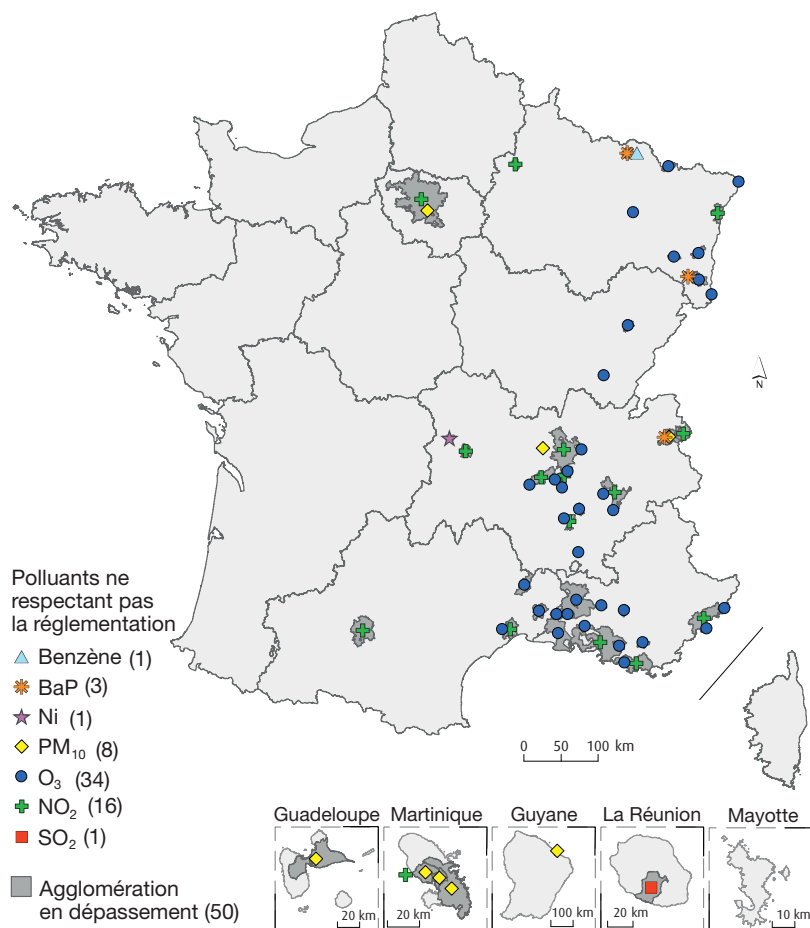 N
Polluants ne
respectant pas
la réglementation
Benzène (1)
BaP (3)
Ni (1)
PM₁₀ (8)
O₃ (34)
NO₂ (16)
SO₂ (1)
Agglomération
en dépassement (50)
0 50 100 km
Guadeloupe
20 km
Martinique
20 km
Guyane
100 km
La Réunion
20 km
Mayotte
10 km